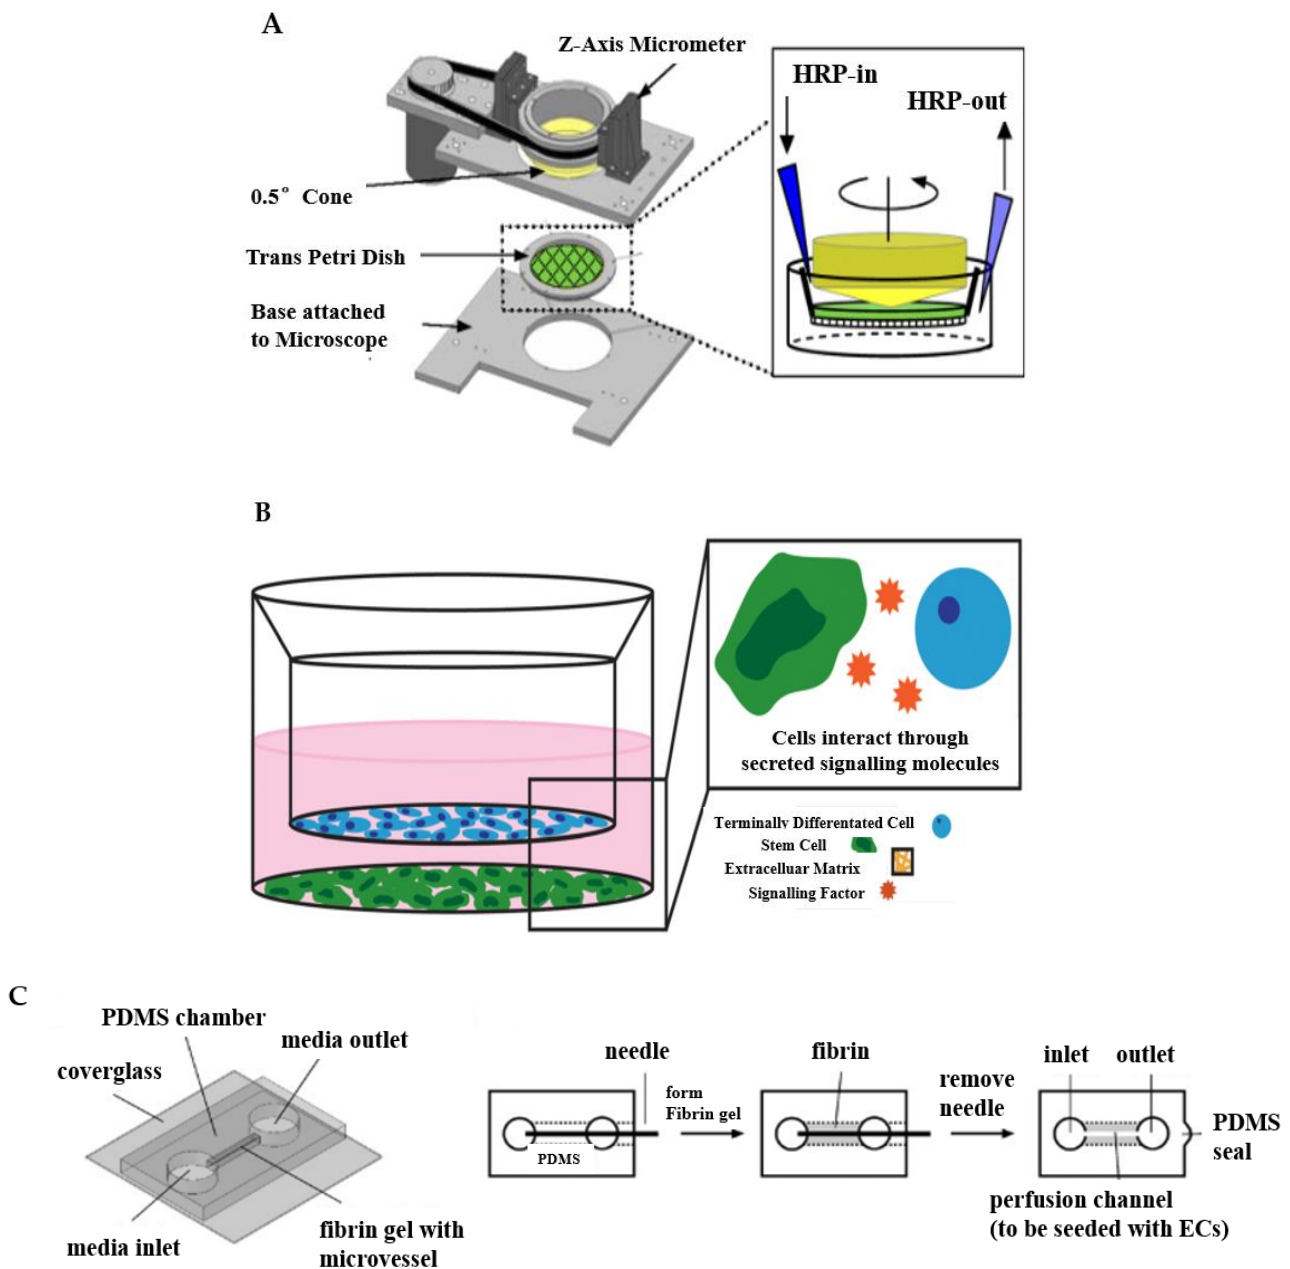 A
Z-Axis Micrometer
HRP-in
HRP-out
0.5° Cone
Trans Petri Dish
Base attached
to Microscope
B
Cells interact through
secreted signalling molecules
Terminally Differentated Cell
Stem Cell
Extracelluar Matrix
Signalling Factor
C
PDMS chamber
media outlet
coverglass
media inlet
fibrin gel with
microvessel
needle
PDMS
form
Fibrin gel
fibrin
remove
needle
inlet
outlet
PDMS
seal
perfusion channel
(to be seeded with ECs)